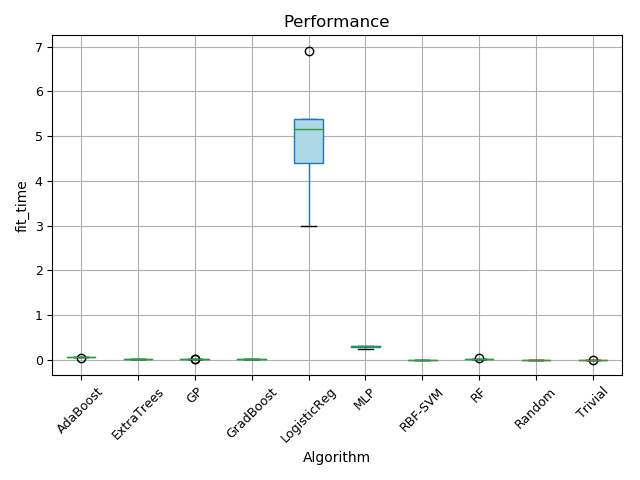 Performance
7
6
5
4
3
2
1
0
fit_time
AdaBoost
ExtraTrees
GP
GradBoost
LogisticReg
MLP
RBF-SVM
RF
Random
Trivial
Algorithm